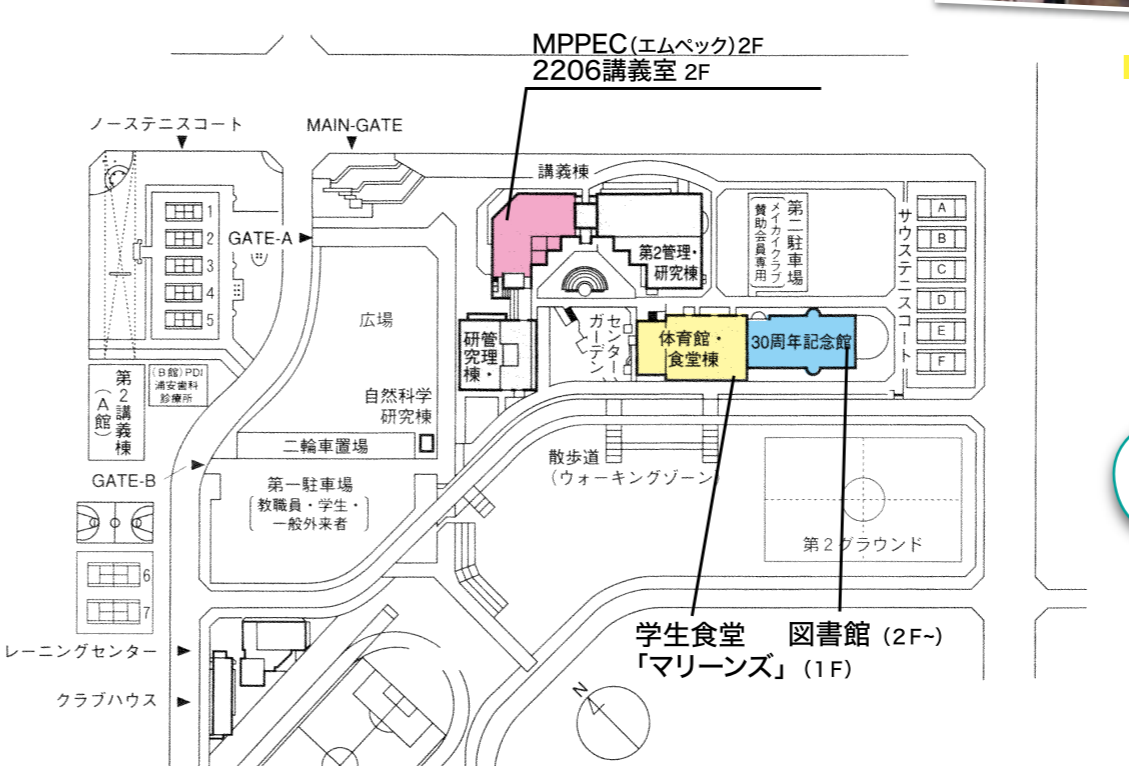 MPPEC(エムペック)2F
2206講義室 2F
ノーステニスコート
MAIN-GATE
講義棟
1
2
3
4
5
GATE-A
第2管理・
研究棟
第二駐車場
メイカイクラブ
賛助会員専用
サウステニスコート
A
B
C
D
E
F
広場
研究棟・
管理
センター
ガーデン
体育館・
食堂棟
30周年記念館
第2講義棟
(A館)
(B館)PDI
浦安歯科
診療所
自然科学
研究棟
二輪車置場
GATE-B
第一駐車場
教職員・学生・
一般外来者
散歩道
(ウォーキングゾーン)
第2グラウンド
6
7
レーニングセンター
クラブハウス
学生食堂
「マリーンズ」(1F)
図書館 (2F~)
N